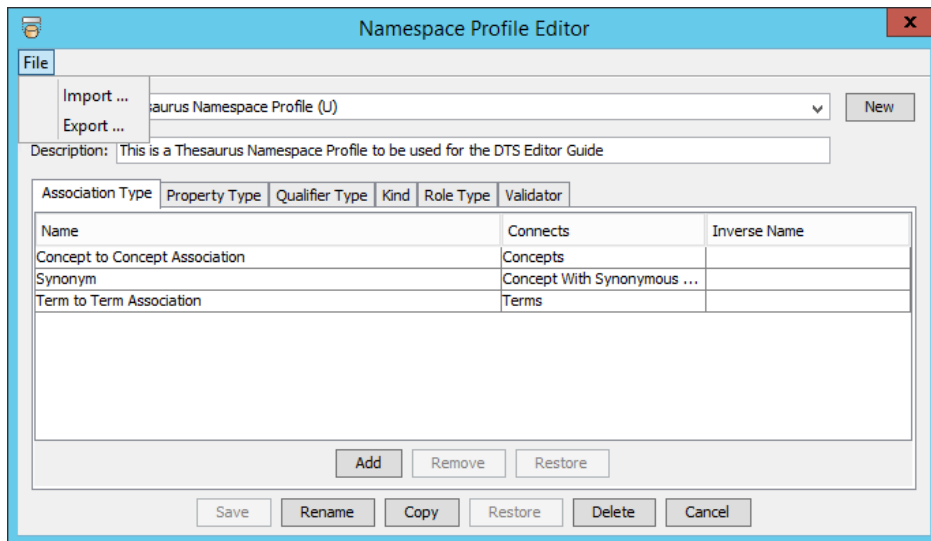 Namespace Profile Editor
x
File
Import ...
Export ...
saurus Namespace Profile (U)
New
Description: This is a Thesaurus Namespace Profile to be used for the DTS Editor Guide
Association Type Property Type Qualifier Type Kind Role Type Validator
Name Connects Inverse Name
Concept to Concept Association Concepts
Synonym Concept With Synonymous ...
Term to Term Association Terms
Add Remove Restore
Save Rename Copy Restore Delete Cancel